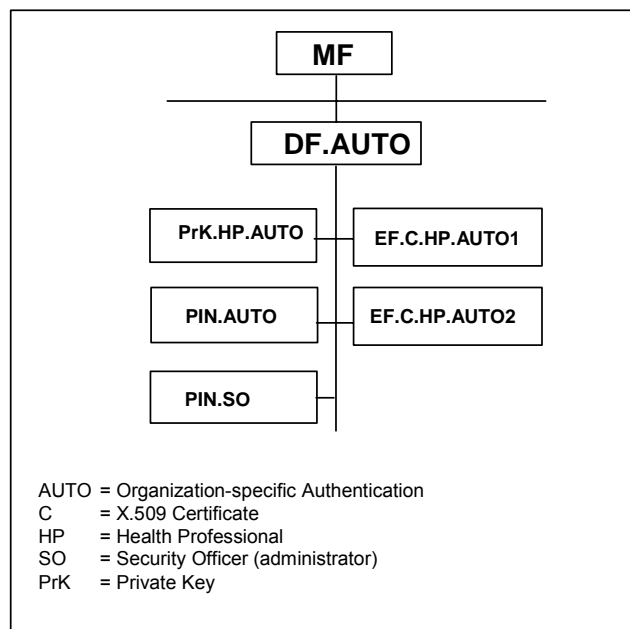 MF
DF.AUTO
PrK.HP.AUTO
EF.C.HP.AUTO1
PIN.AUTO
EF.C.HP.AUTO2
PIN.SO
AUTO = Organization-specific Authentication
C = X.509 Certificate
HP = Health Professional
SO = Security Officer (administrator)
PrK = Private Key